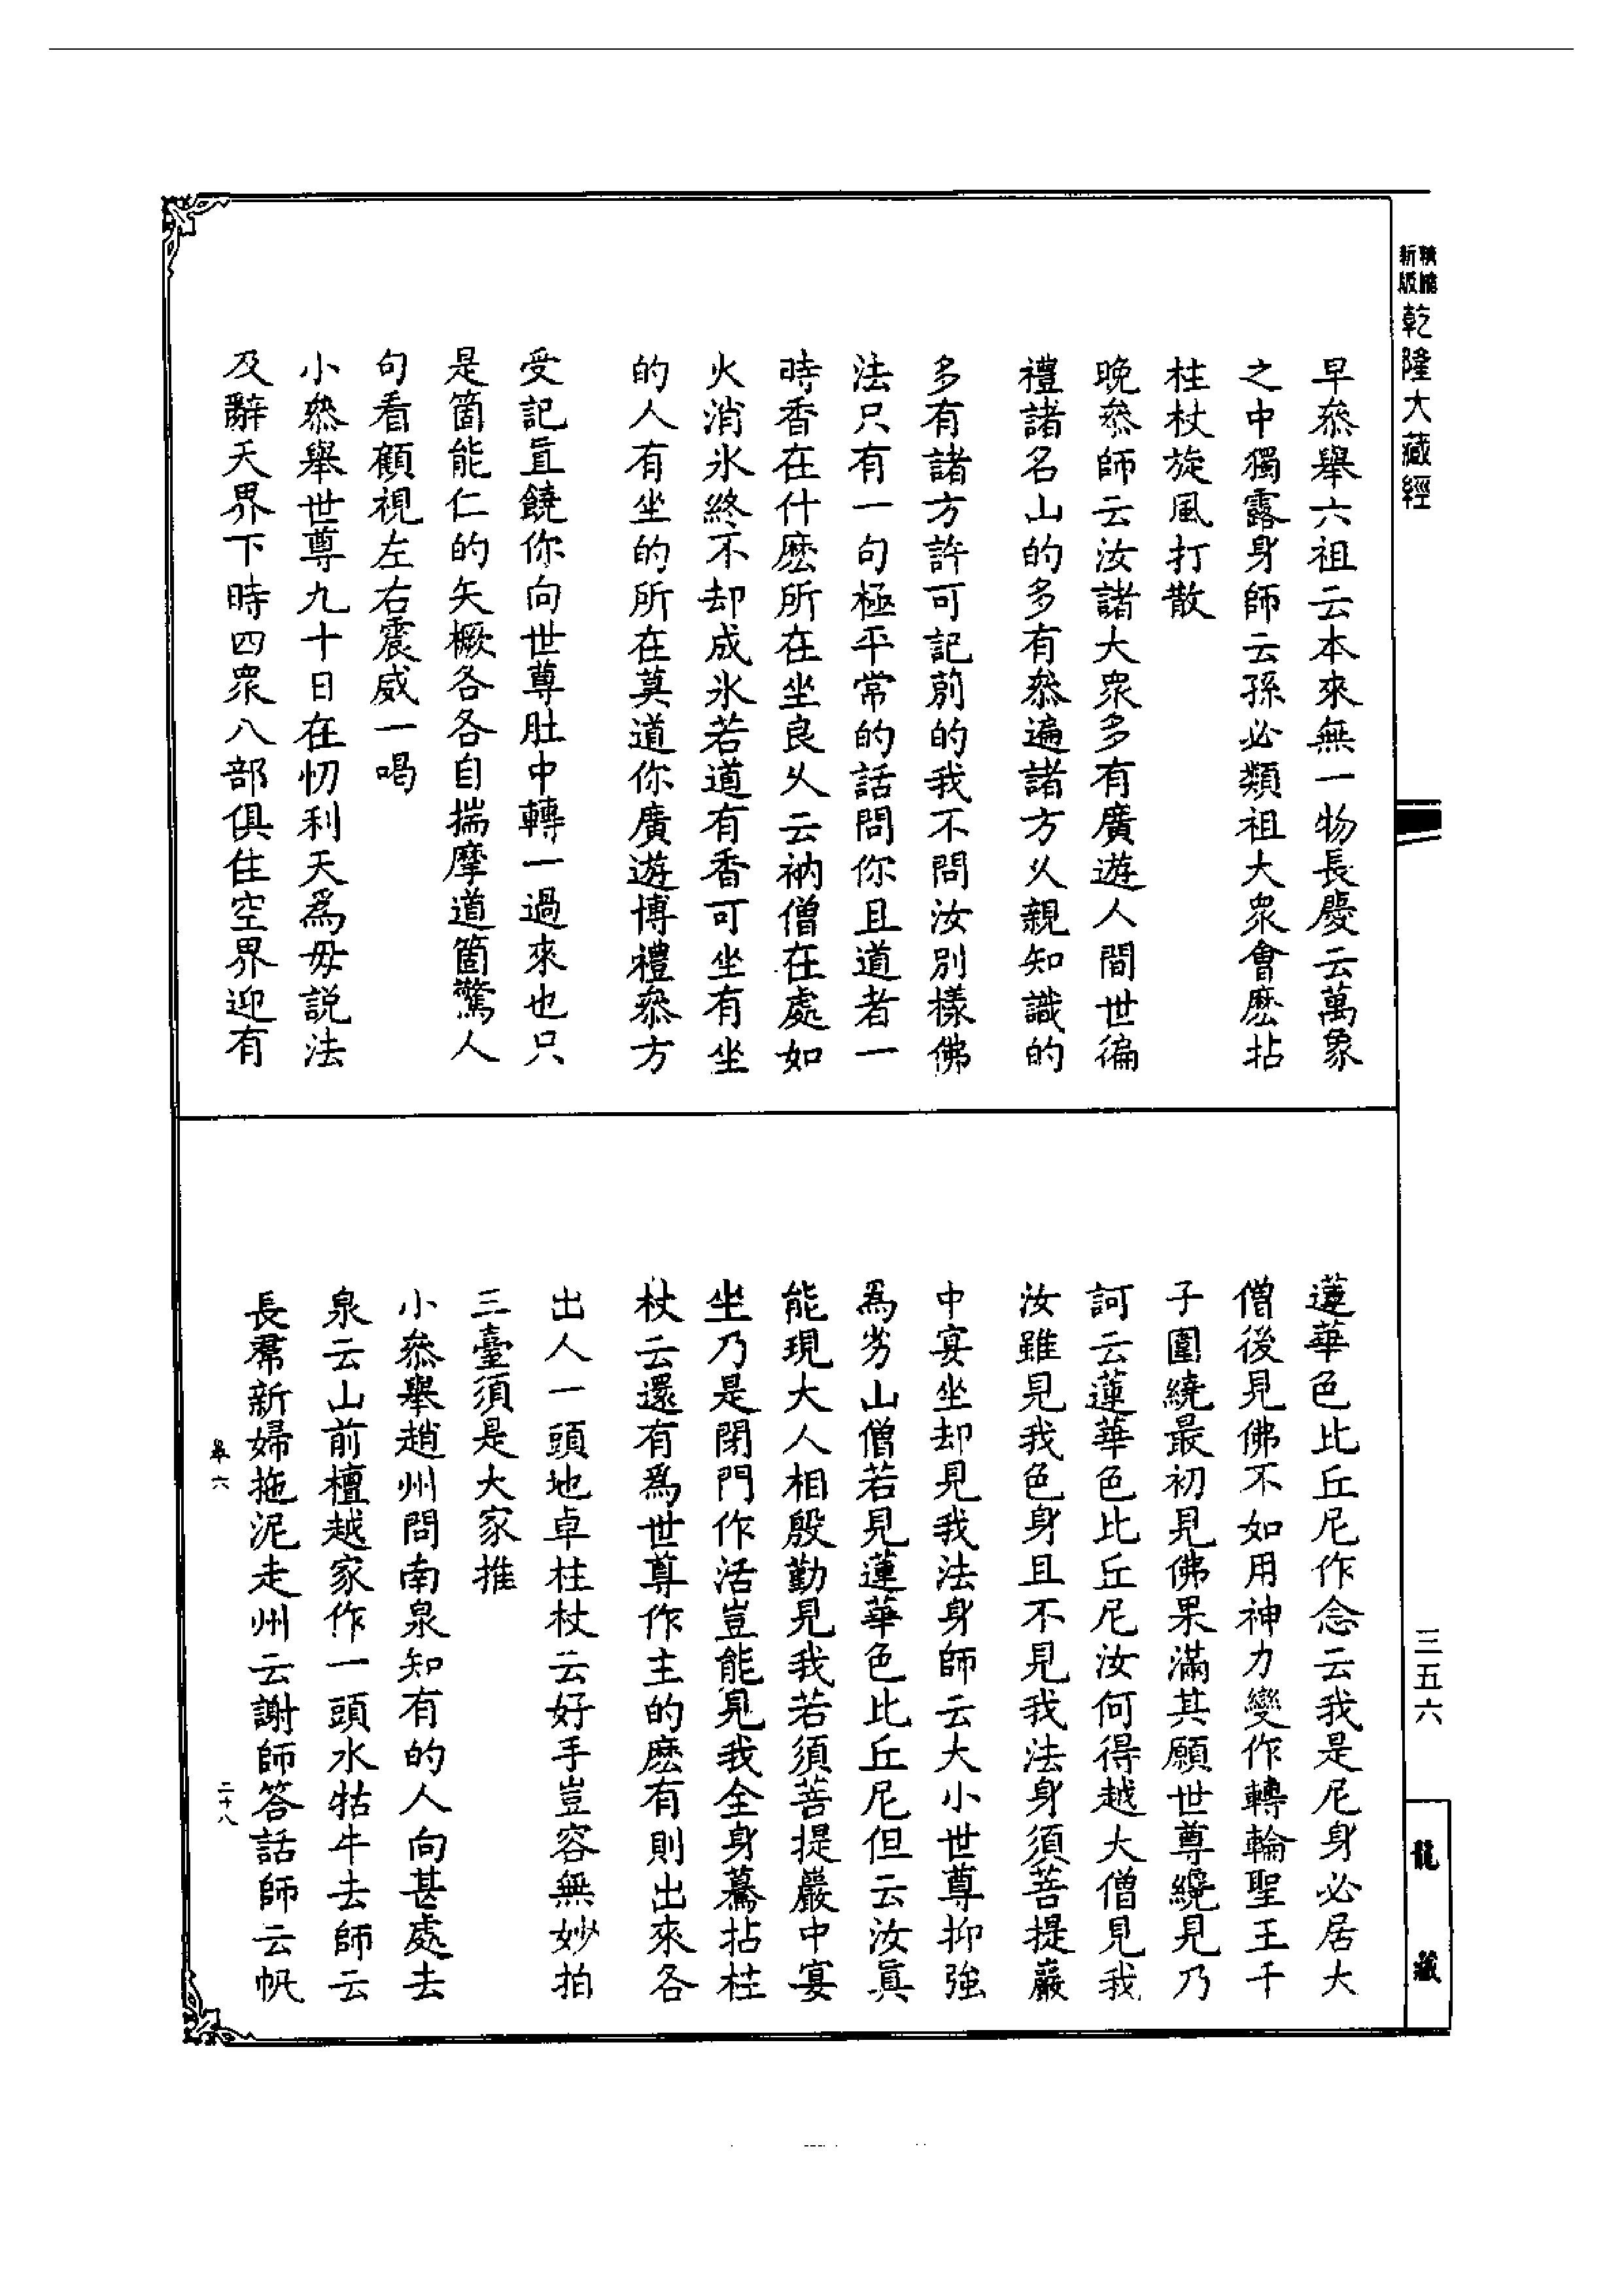 新版
精縮
乾隆大藏經
早叅舉六祖云本來無一物長慶云萬象
之中獨露身師云孫必類祖大衆會麽拈
柱杖旋風打散
晚叅師云汝諸大衆多有廣遊人間世徧
禮諸名山的多有叅遍諸方乆親知識的
多有諸方許可記莂的我不問汝別樣佛
法只有一句極平常的話問你且道者一
時香在什麽所在坐良乆云衲僧在處如
火消氷終不却成氷若道有香可坐有坐
的人有坐的所在莫道你廣遊博禮叅方
受記直饒你向世尊肚中轉一過來也只
是箇能仁的矢橛各各自揣摩道箇驚人
句看顧視左右震威一喝
小叅舉世尊九十日在忉利天爲母説法
及辭天界下時四衆八部俱住空界迎有
蓮華色比丘尼作念云我是尼身必居大
僧後見佛不如用神力變作轉輪聖王千
子圍繞最初見佛果滿其願世尊纔見乃
訶云蓮華色比丘尼汝何得越大僧見我
汝雖見我色身且不見我法身須菩提巖
中宴坐却見我法身師云大小世尊抑強
爲劣山僧若見蓮華色比丘尼但云汝眞
能現大人相殷勤見我若須菩提巖中宴
坐乃是閉門作活豈能見我全身驀拈柱
杖云還有爲世尊作主的麽有則出來各
出人一頭地卓柱杖云好手豈容無妙拍
三臺須是大家推
小叅舉趙州問南泉知有的人向甚處去
泉云山前檀越家作一頭水牯牛去師云
長帬新婦拖泥走州云謝師答話師云帆
六
二十八
三五六
龍藏